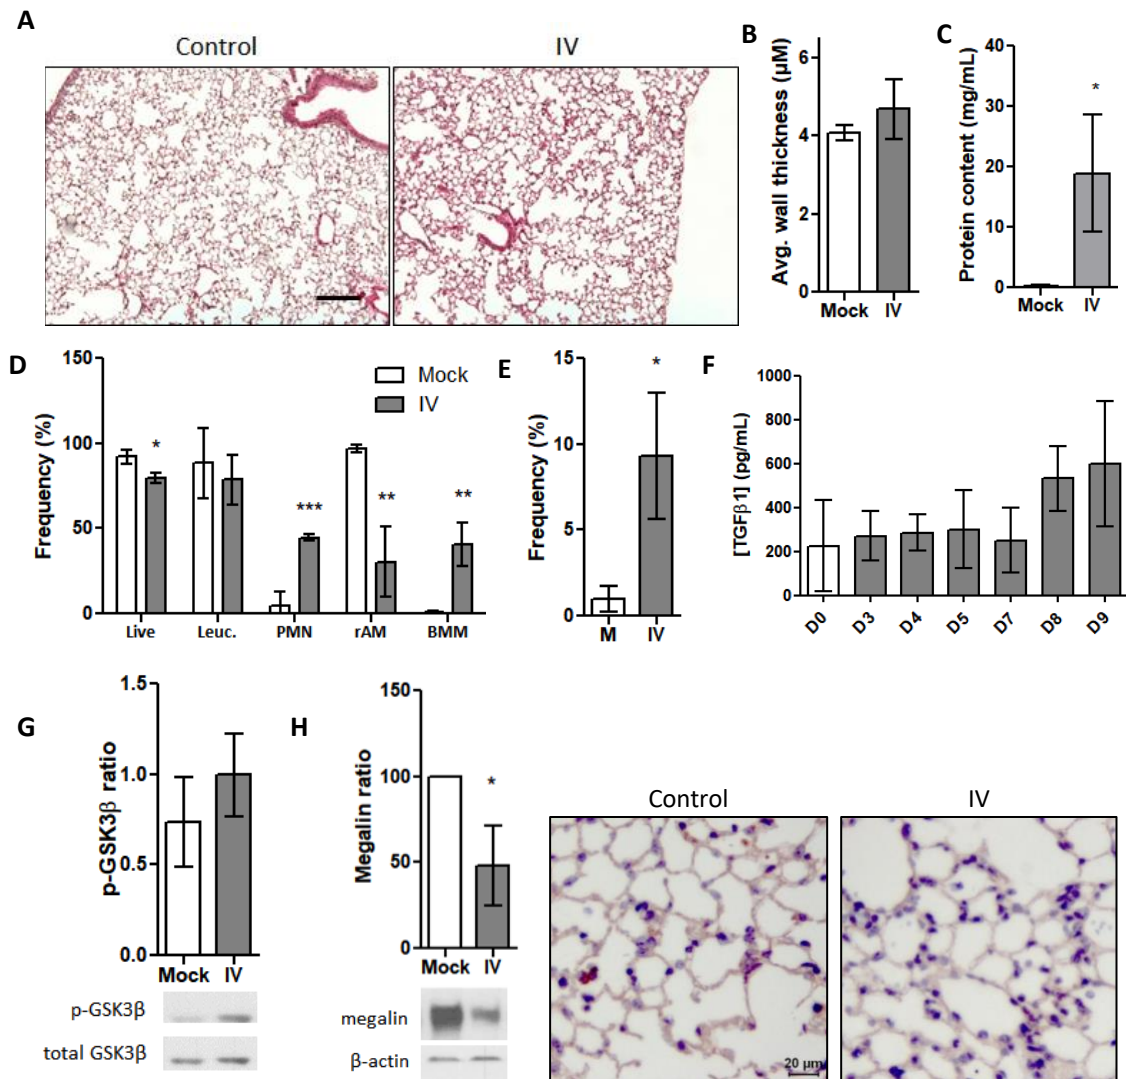 A
Control
IV
B
Avg. wall thickness (µM)
6
4
2
0
Mock IV
C
Protein content (mg/mL)
40
30
20
10
0
*
Mock IV
D
Frequency (%)
150
100
50
0
Mock
IV
*
***
**
**
Live Leuc. PMN rAM BMM
E
Frequency (%)
15
10
5
0
*
M IV
F
[TGFβ1] (pg/mL)
1000
800
600
400
200
0
D0 D3 D4 D5 D7 D8 D9
G
p-GSK3β ratio
1.5
1.0
0.5
0.0
Mock IV
p-GSK3β
total GSK3β
H
Megalin ratio
150
100
50
0
*
Mock IV
megalin
β-actin
Control
IV
20 µm